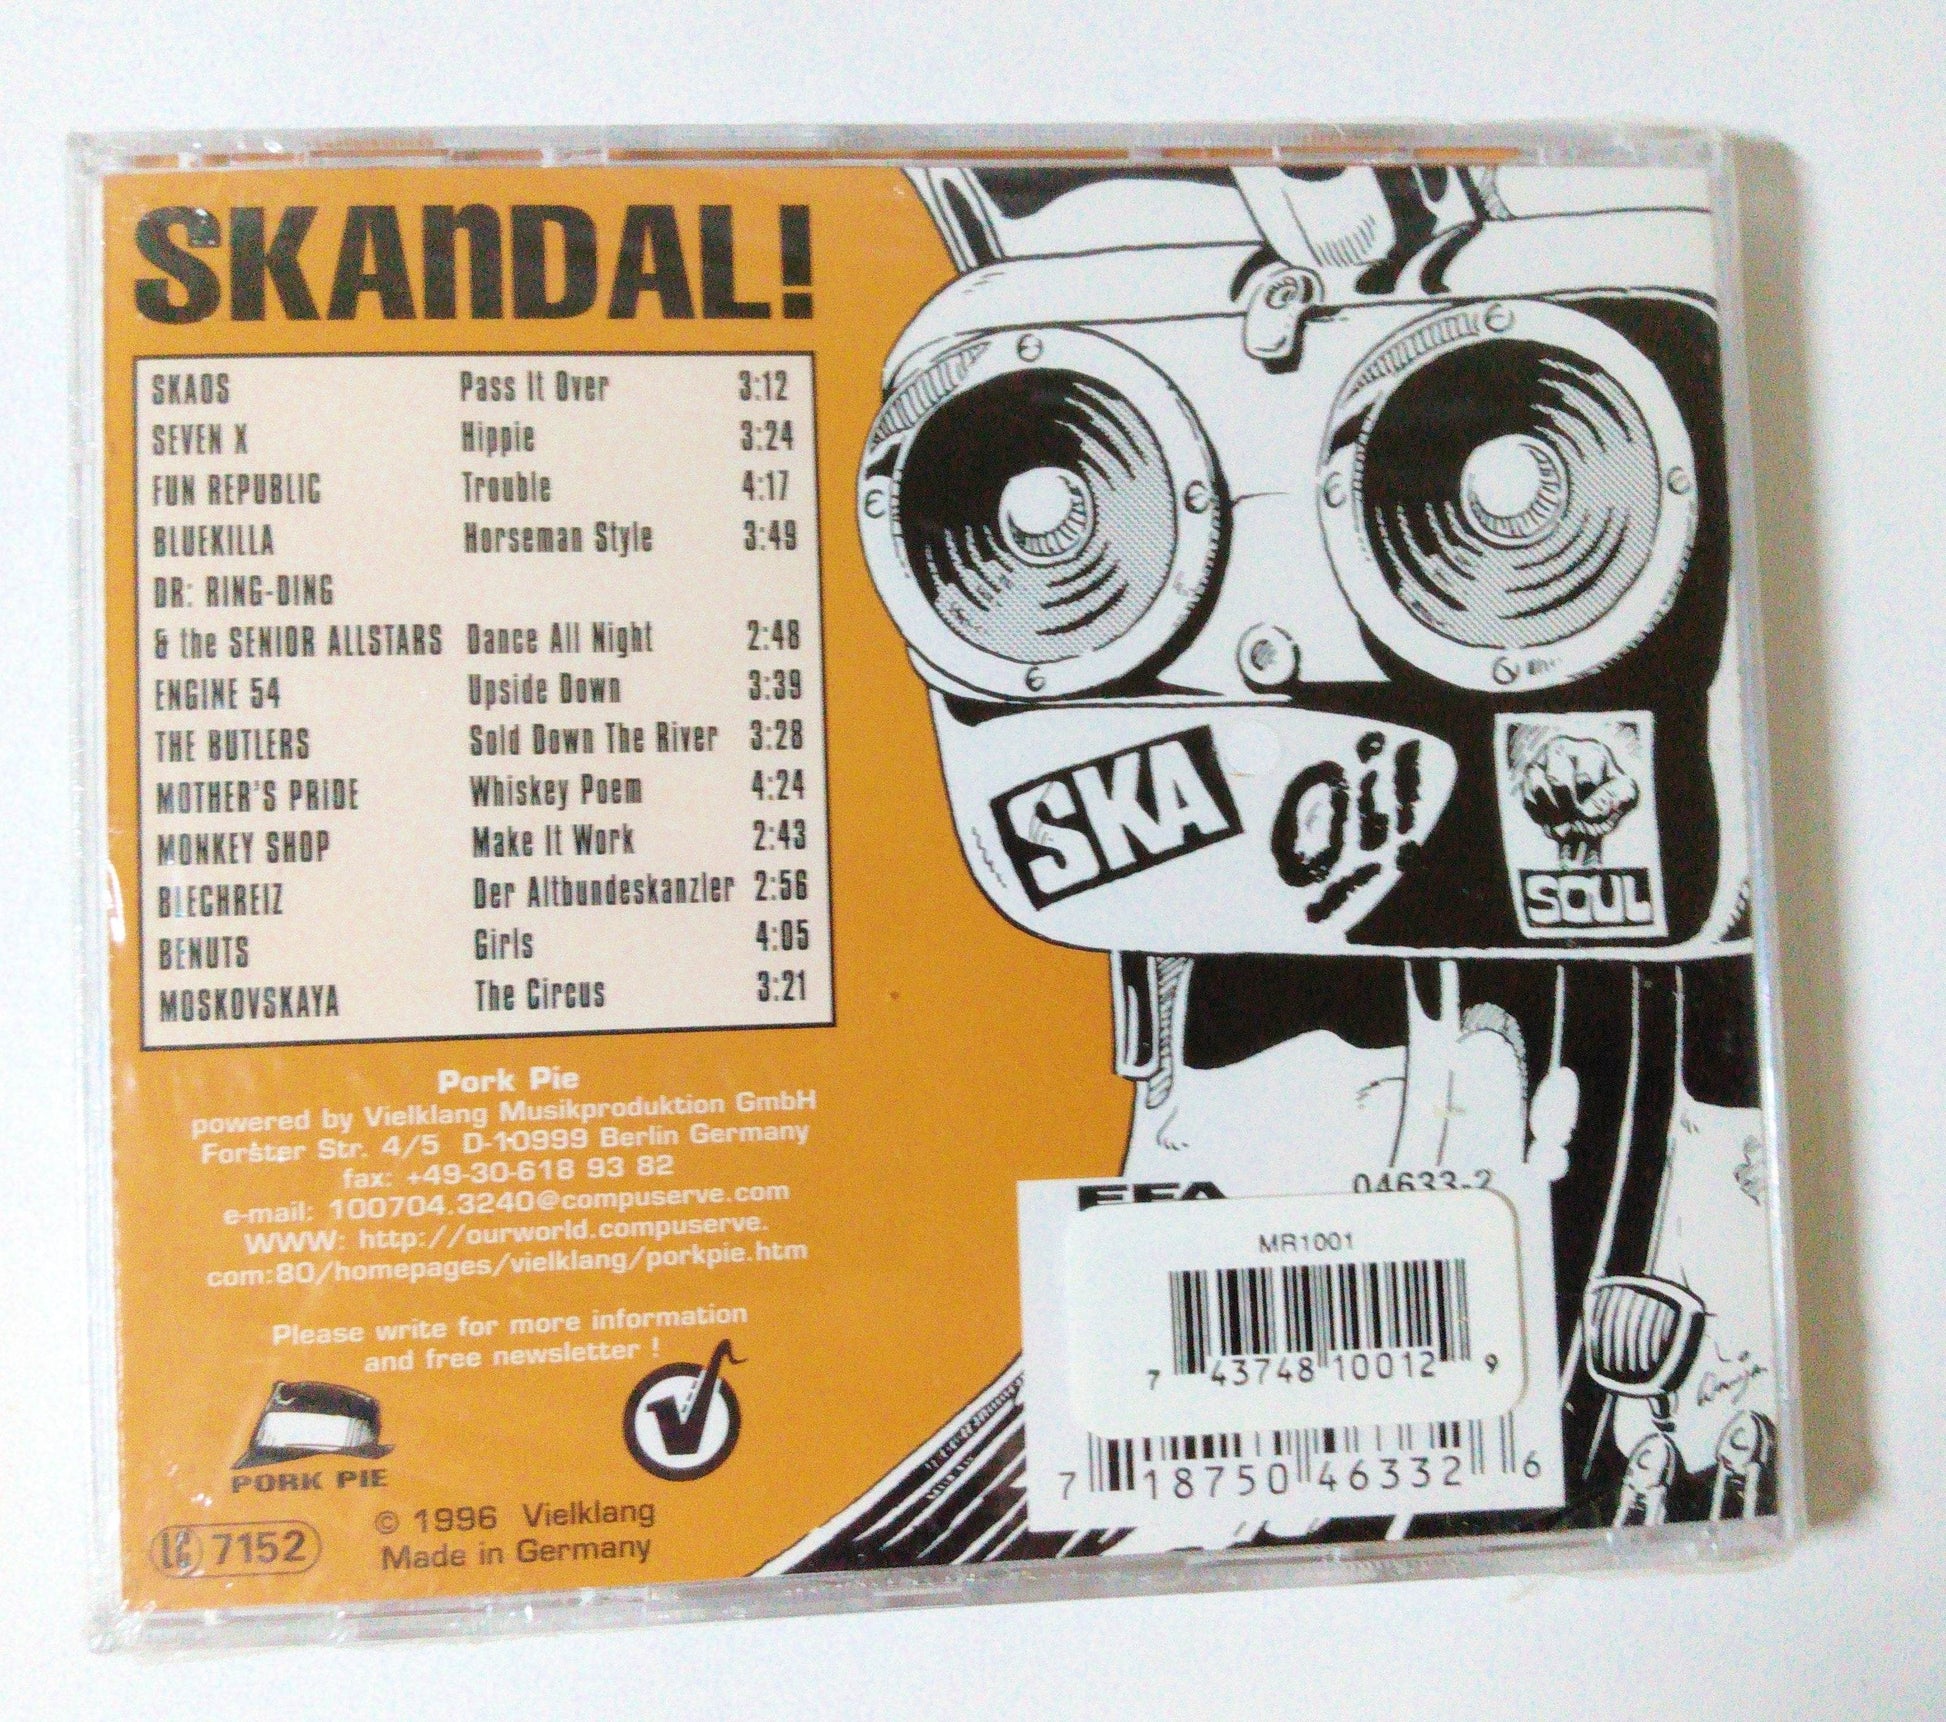 SKAnDAL!
SKAOS Pass It Over 3:12
SEVEN X Hippie 3:24
FUN REPUBLIC Trouble 4:17
BLUEKILLA Horseman Style 3:49
DR: RING-DING
& the SENIOR ALLSTARS Dance All Night 2:48
ENGINE 54 Upside Down 3:39
THE BUTLERS Sold Down The River 3:28
MOTHER'S PRiDE Whiskey Poem 4:24
MONKEY SHOP Make It Work 2:43
BLECHREIZ Der Altbundeskanzler 2:56
BENUTS Girls 4:05
MOSKOVSKAYA The Circus 3:21
Pork Pie
powered by Vielklang Musikproduktion GmbH
Forster Str. 4/5 D-10999 Berlin Germany
fax: +49-30-618 93 82
e-mail: 100704.3240@compuserve.com
WWW: http://ourworld.compuserve.
com:80/homepages/vielklang/porkpie.htm
Please write for more information
and free newsletter !
PORK PIE
LC 7152
© 1996 Vielklang
Made in Germany
SKA
Oi!
SOUL
EFA 04633-2
MR1001
7 43748 10012 9
7 18750 46332 6